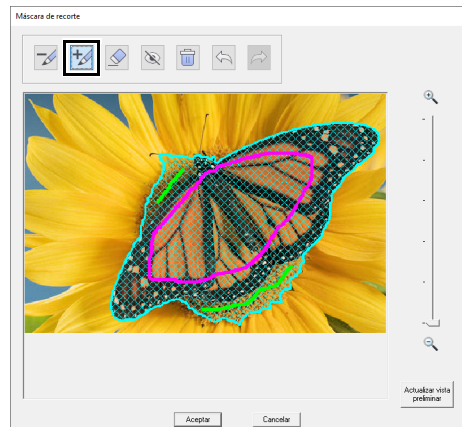 Máscara de recorte
Actualizar vista
preliminar
Aceptar
Cancelar